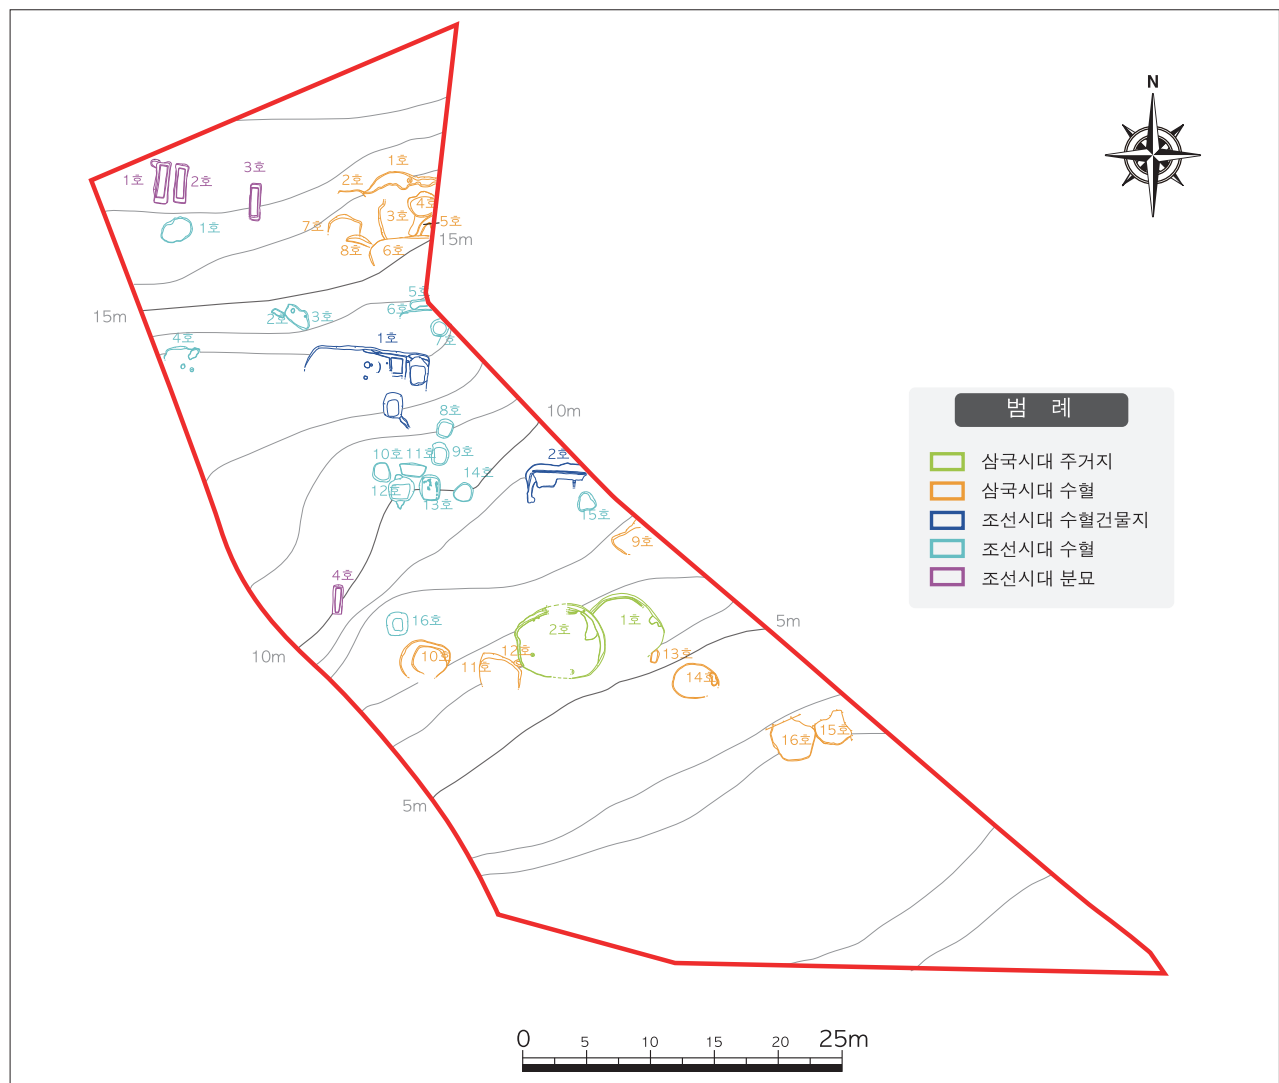 N
1호
3호
1호
2호
2호
4호
1호
3호
5호
7호
15m
8호
6호
5호
6호
15m
2호
3호
4호
1호
7호
범 례
10m
8호
10호
11호
9호
2호
삼국시대 주거지
14호
12호
삼국시대 수혈
13호
15호
조선시대 수혈건물지
9호
조선시대 수혈
4호
조선시대 분묘
16호
2호
1호
5m
10m
10호
11호
12호
13호
14호
16호
15호
5m
0 5 10 15 20 25m